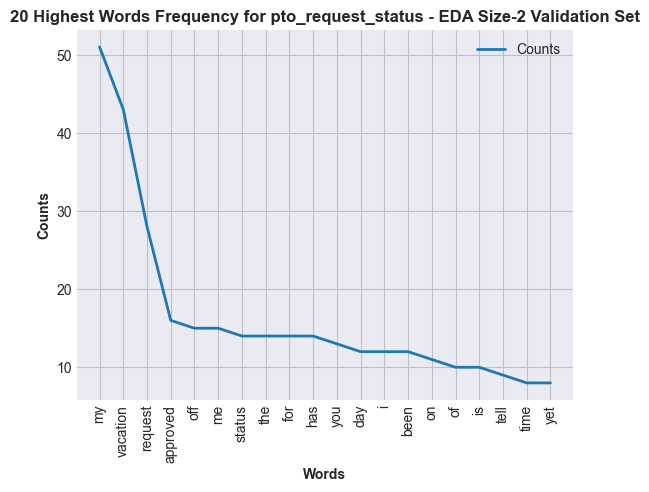 20 Highest Words Frequency for pto_request_status - EDA Size-2 Validation Set
Counts
50
40
30
20
10
Counts
my
vacation
request
approved
off
me
status
the
for
has
you
day
i
been
on
of
is
tell
time
yet
Words